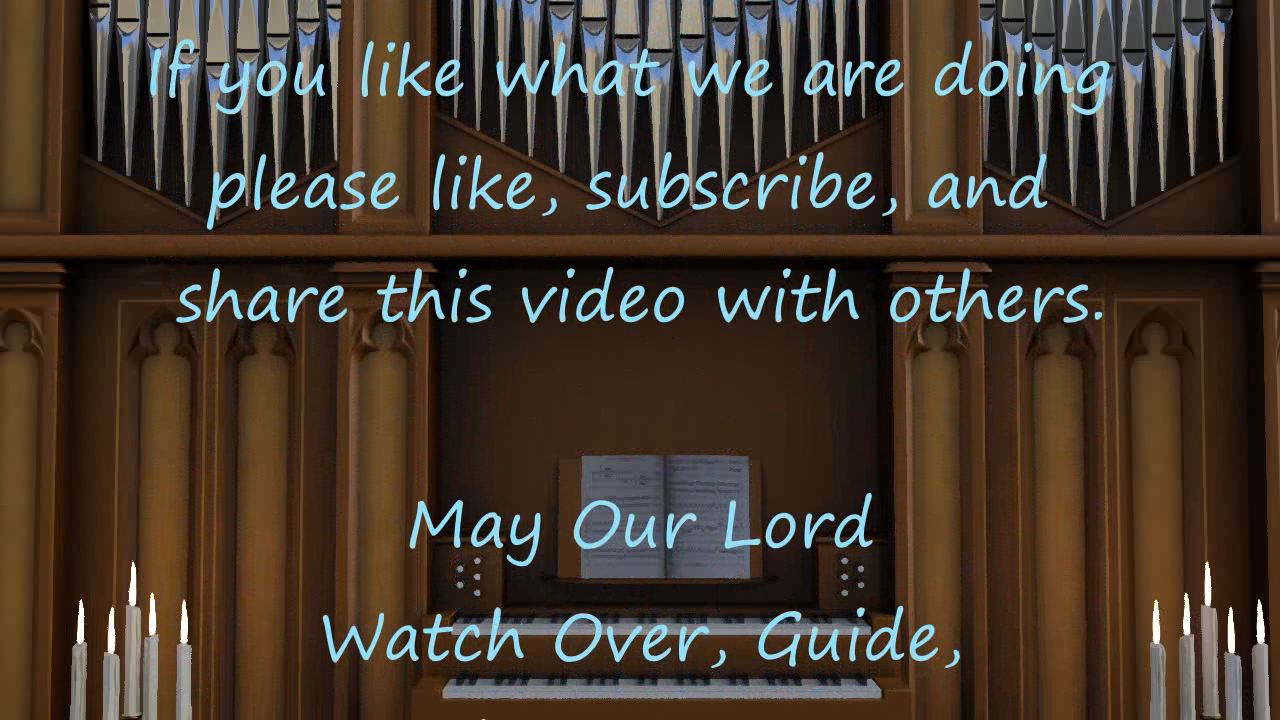 If you like what we are doing
please like, subscribe, and
share this video with others.
May Our Lord
Watch Over, Guide,